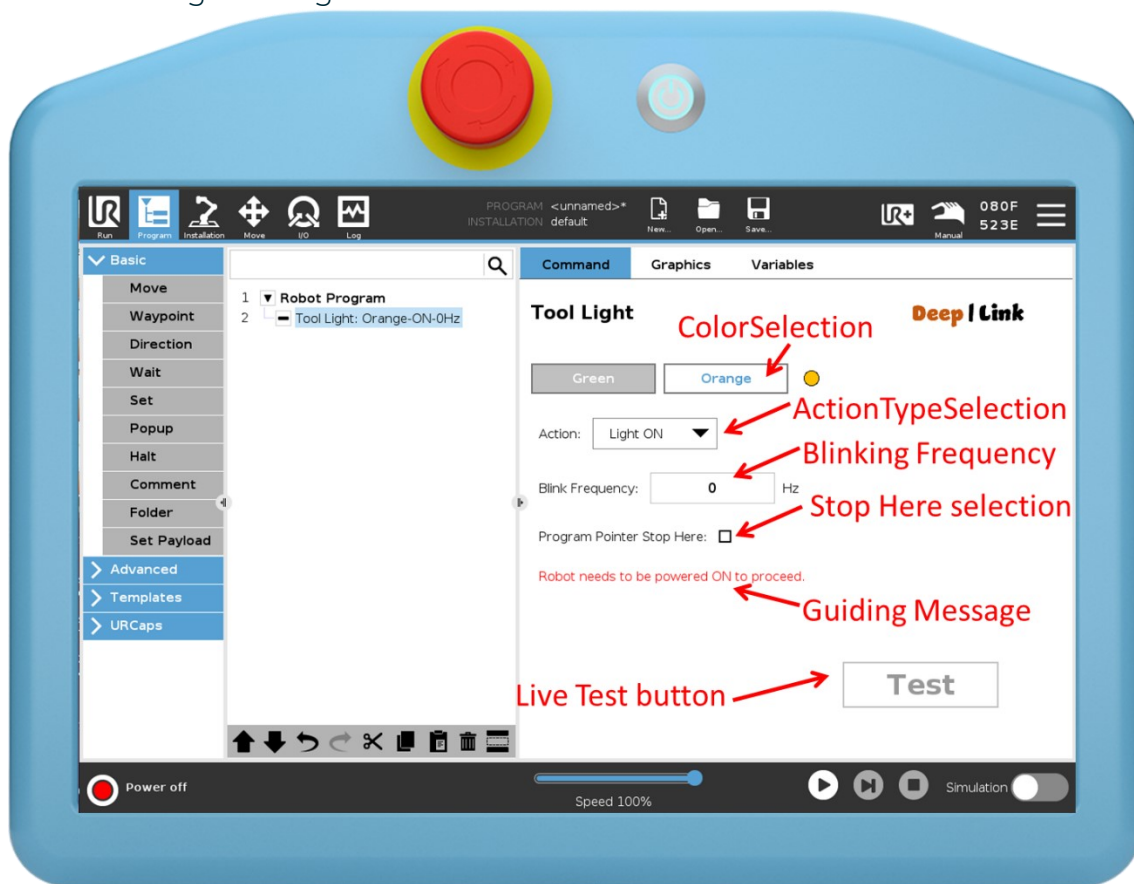 PROGRAM <unnamed>*
INSTALLATION default
Run Program Installation Move I/O Log
New... Open... Save...
UR+
Manual
080F
523E
Basic
Move
Waypoint
Direction
Wait
Set
Popup
Halt
Comment
Folder
Set Payload
Advanced
Templates
URCaps
1 Robot Program
2 Tool Light: Orange-ON-0Hz
Command Graphics Variables
Tool Light
Deep | Link
ColorSelection
Green Orange
ActionTypeSelection
Action: Light ON
Blinking Frequency
Blink Frequency: 0 Hz
Stop Here selection
Program Pointer Stop Here:
Robot needs to be powered ON to proceed.
Guiding Message
Live Test button
Test
Power off
Speed 100%
Simulation